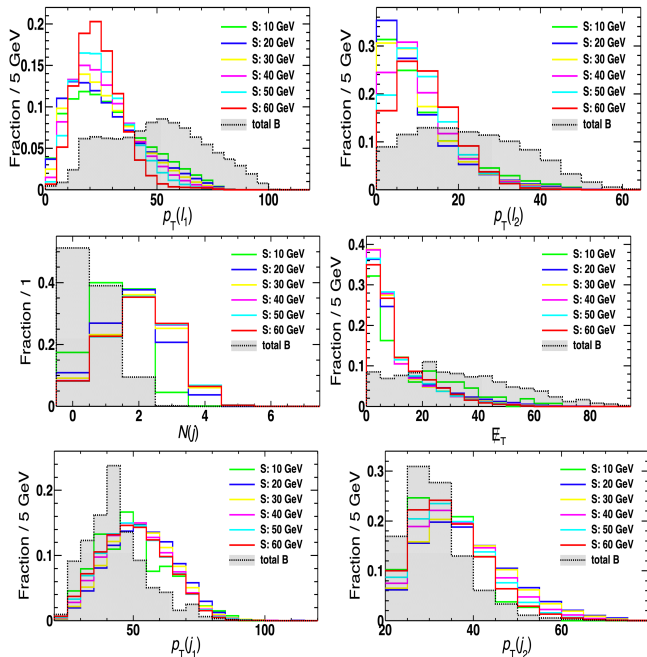 Fraction / 5 GeV
0.2
0.15
0.1
0.05
0
S: 10 GeV
S: 20 GeV
S: 30 GeV
S: 40 GeV
S: 50 GeV
S: 60 GeV
total B
0 50 100
p_T(l_1)
Fraction / 5 GeV
0.3
0.2
0.1
0
S: 10 GeV
S: 20 GeV
S: 30 GeV
S: 40 GeV
S: 50 GeV
S: 60 GeV
total B
0 20 40 60
p_T(l_2)
Fraction / 1
0.4
0.2
0
S: 10 GeV
S: 20 GeV
S: 30 GeV
S: 40 GeV
S: 50 GeV
S: 60 GeV
total B
0 2 4 6
N(j)
Fraction / 5 GeV
0.4
0.3
0.2
0.1
0
S: 10 GeV
S: 20 GeV
S: 30 GeV
S: 40 GeV
S: 50 GeV
S: 60 GeV
total B
0 20 40 60 80
E̸_T
Fraction / 5 GeV
0.2
0.1
0
S: 10 GeV
S: 20 GeV
S: 30 GeV
S: 40 GeV
S: 50 GeV
S: 60 GeV
total B
50 100
p_T(j_1)
Fraction / 5 GeV
0.3
0.2
0.1
0
S: 10 GeV
S: 20 GeV
S: 30 GeV
S: 40 GeV
S: 50 GeV
S: 60 GeV
total B
20 40 60
p_T(j_2)